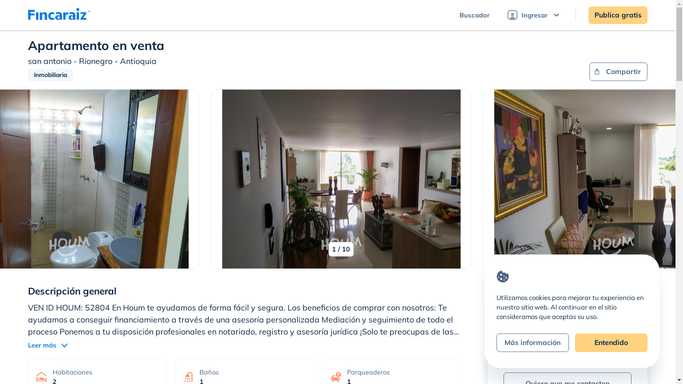 Fincaraiz
Buscador
Ingresar
Publica gratis
Apartamento en venta
san antonio - Rionegro - Antioquia
Inmobiliaria
Compartir
HOUM
HOUM
HOUM
1 / 10
Descripción general
VEN ID HOUM: 52804 En Houm te ayudamos de forma fácil y segura. Los beneficios de comprar con nosotros: Te
ayudamos a conseguir financiamiento a través de una asesoría personalizada Mediación y seguimiento de todo el
proceso Ponemos a tu disposición profesionales en notariado, registro y asesoría jurídica ¡Solo te preocupas de las...
Leer más
Utilizamos cookies para mejorar tu experiencia en
nuestro sitio web. Al continuar en el sitio
consideramos que aceptas su uso.
Más información
Entendido
Habitaciones
2
Baños
1
Parqueaderos
1
Quiero que me contacten